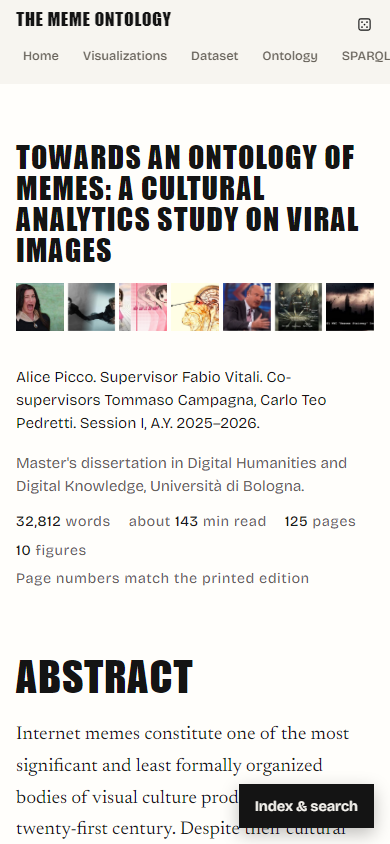 THE MEME ONTOLOGY
Home Visualizations Dataset Ontology SPARQL
TOWARDS AN ONTOLOGY OF
MEMES: A CULTURAL
ANALYTICS STUDY ON VIRAL
IMAGES
Alice Picco. Supervisor Fabio Vitali. Co-
supervisors Tommaso Campagna, Carlo Teo
Pedretti. Session I, A.Y. 2025–2026.
Master's dissertation in Digital Humanities and
Digital Knowledge, Università di Bologna.
32,812 words about 143 min read 125 pages
10 figures
Page numbers match the printed edition
ABSTRACT
Internet memes constitute one of the most
significant and least formally organized
bodies of visual culture prod
Index & search
twenty-first century. Despite their cultural